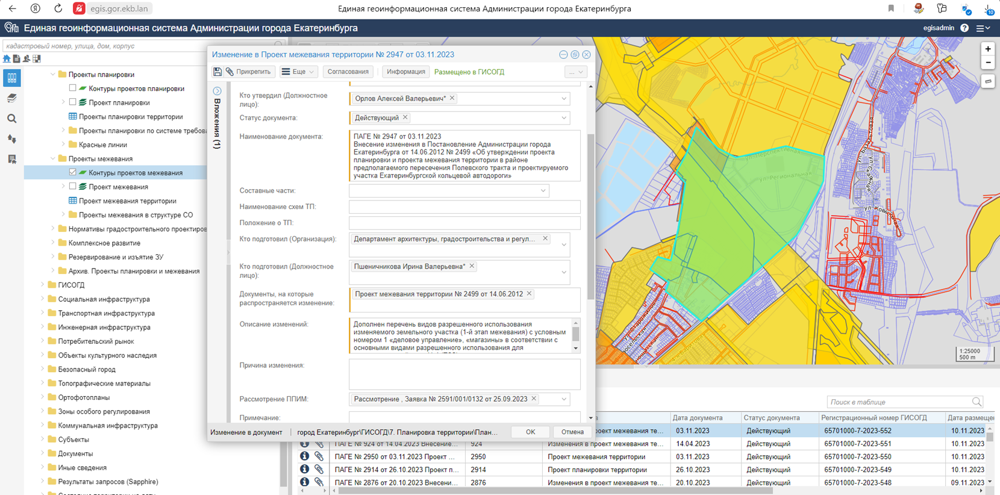 egis.gor.ekb.lan
Единая геоинформационная система Администрации города Екатеринбурга
10
Единая геоинформационная система Администрации города Екатеринбурга
egisadmin
кадастровый номер, улица, дом, корпус
Проекты планировки
Контуры проектов планировки
Проект планировки
Проекты планировки территории
Проекты планировки по системе требова
Красные линии
Проекты межевания
Контуры проектов межевания
Проект межевания
Проект межевания территории
Проекты межевания в структуре СО
Нормативы градостроительного проектиров
Комплексное развитие
Резервирование и изъятие ЗУ
Архив. Проекты планировки и межевания
ГИСОГД
Социальная инфраструктура
Транспортная инфраструктура
Инженерная инфраструктура
Потребительский рынок
Объекты культурного наследия
Безопасный город
Топографические материалы
Ортофотопланы
Зоны особого регулирования
Коммунальная инфраструктура
Субъекты
Документы
Иные сведения
Результаты запросов (Sapphire)
Изменение в Проект межевания территории № 2947 от 03.11.2023
Прикрепить
Еще
Согласования
Информация
Размещено в ГИСОГД
...
Вложения (1)
Кто утвердил (Должностное
лицо):
Орлов Алексей Валерьевич*
Статус документа:
Действующий
Наименование документа:
ПАГЕ № 2947 от 03.11.2023
Внесение изменения в Постановление Администрации города
Екатеринбурга от 14.06.2012 № 2499 «Об утверждении проекта
планировки и проекта межевания территории в районе
предполагаемого пересечения Полевского тракта и проектируемого
участка Екатеринбургской кольцевой автодороги»
Составные части:
Наименование схем ТП:
Положение о ТП:
Кто подготовил (Организация):
Департамент архитектуры, градостроительства и регул...
Кто подготовил (Должностное
лицо):
Пшеничникова Ирина Валерьевна*
Документы, на которые
распространяется изменение:
Проект межевания территории № 2499 от 14.06.2012
Описание изменений:
Дополнен перечень видов разрешенного использования
изменяемого земельного участка (1-й этап межевания) с условным
номером 1 «деловое управление», «магазины» в соответствии с
основными видами разрешенного использования для
Причина изменения:
Рассмотрение ППИМ:
Рассмотрение , Заявка № 2591/001/0132 от 25.09.2023
Примечание:
Изменение в документ
город Екатеринбург\ГИСОГД\7. Планировка территории\План...
OK
Отмена
ул. Региональная
ул. Ковыльная
1:25000
500 m
Поиск в таблице
Дата документа
Статус документа
Регистрационный номер ГИСОГД
Дата размещен
роект межевания те...
03.11.2023
Действующий
65701000-7-2023-552
10.11.2023
ПАГЕ № 924 от 14.04.2023 Внесение...
924
Изменения в проект межевания те...
14.04.2023
Действующий
65701000-7-2023-551
10.11.2023
ПАГЕ № 2950 от 03.11.2023 Проект ...
2950
Проект межевания территории
03.11.2023
Действующий
65701000-7-2023-550
10.11.2023
ПАГЕ № 2914 от 26.10.2023 Проект п...
2914
Проект планировки территории
26.10.2023
Действующий
65701000-7-2023-549
10.11.2023
ПАГЕ № 2876 от 20.10.2023 Внесени...
2876
Изменения в проект межевания те...
20.10.2023
Действующий
65701000-7-2023-548
09.11.2023